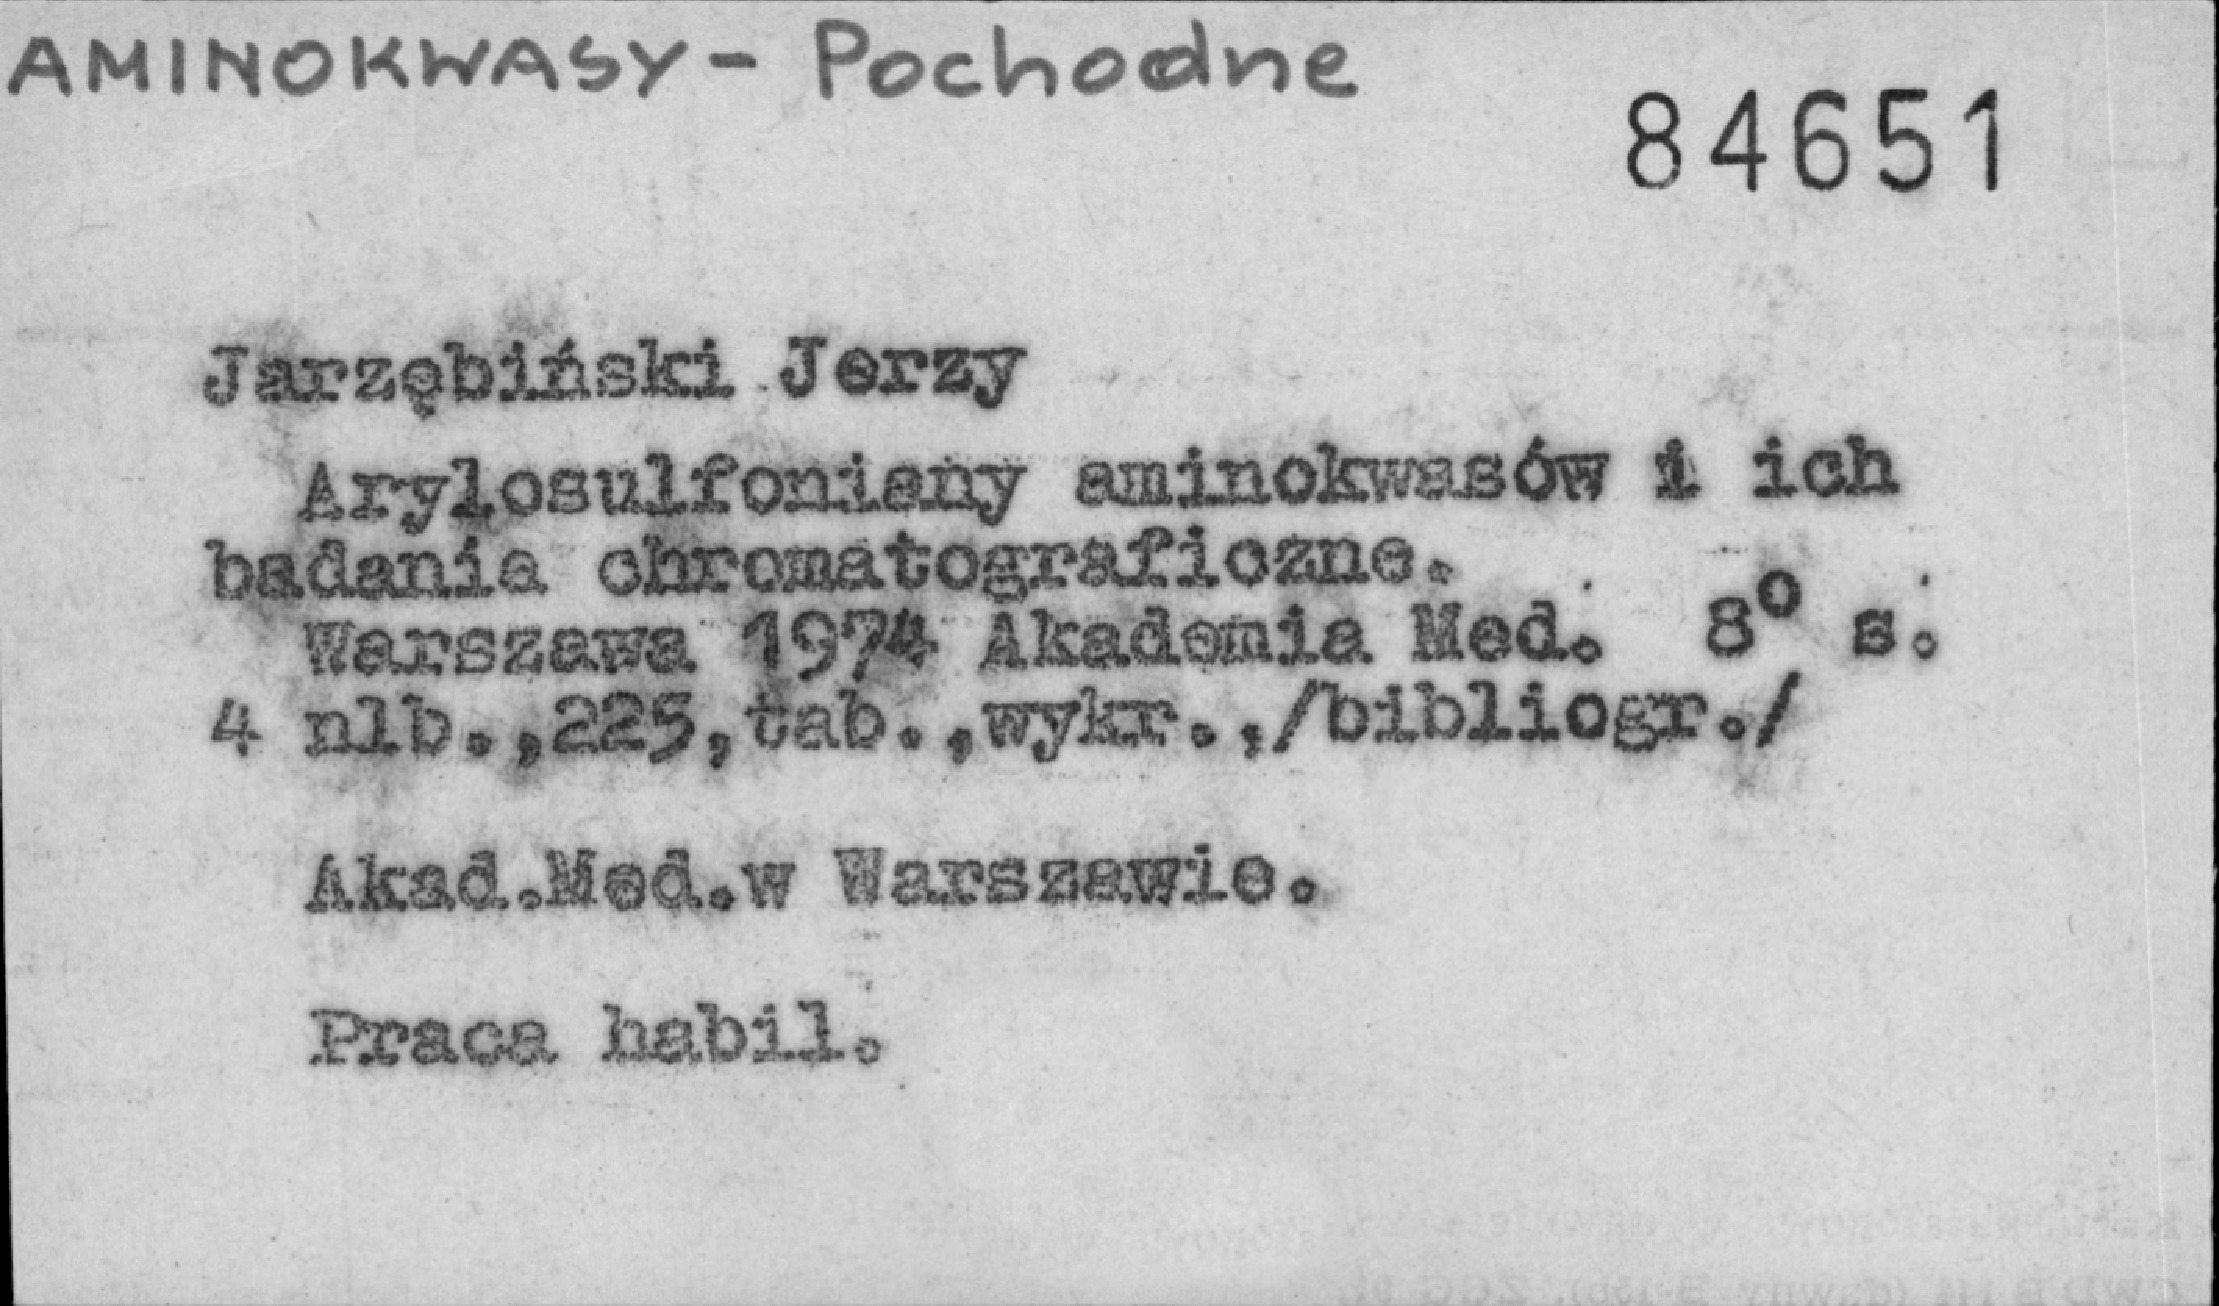 AMINOKWASY - Pochodne
84651
Jarzębiński Jerzy
Arylosulfoniany aminokwasów i ich
badania chromatograficzne.
Warszawa 1974 Akademia Med. 8° s.
4 nlb.,225,tab.,wykr.,/bibliogr./
Akad.Med.w Warszawie.
Praca habil.